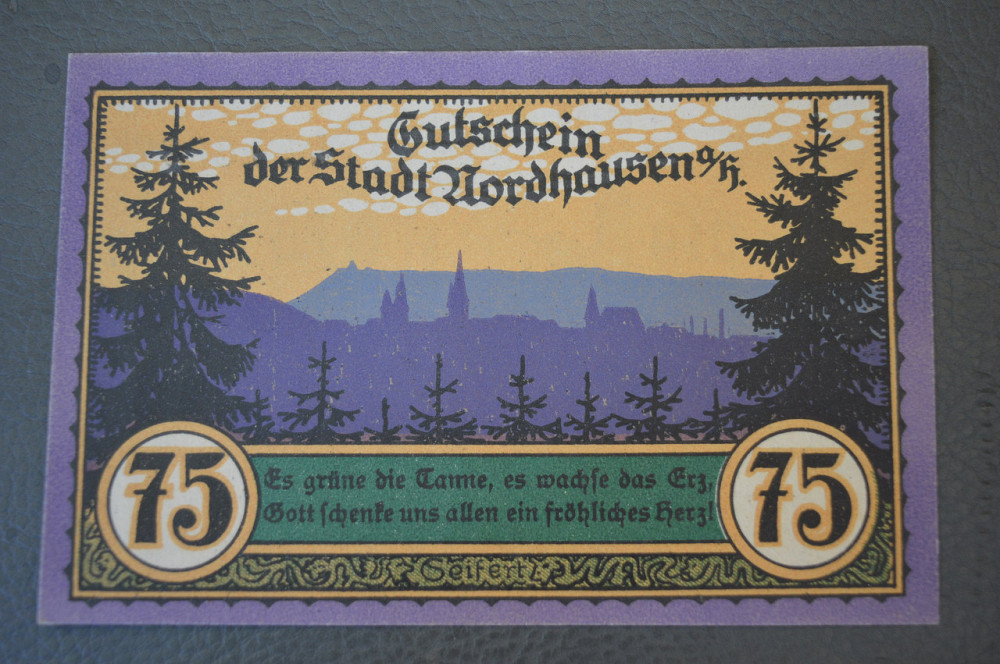 Gutschein
der Stadt Nordhausen a/H.
75
Es grüne die Tanne, es wachse das Erz,
Gott schenke uns allen ein fröhliches Herz!
75
Seifert